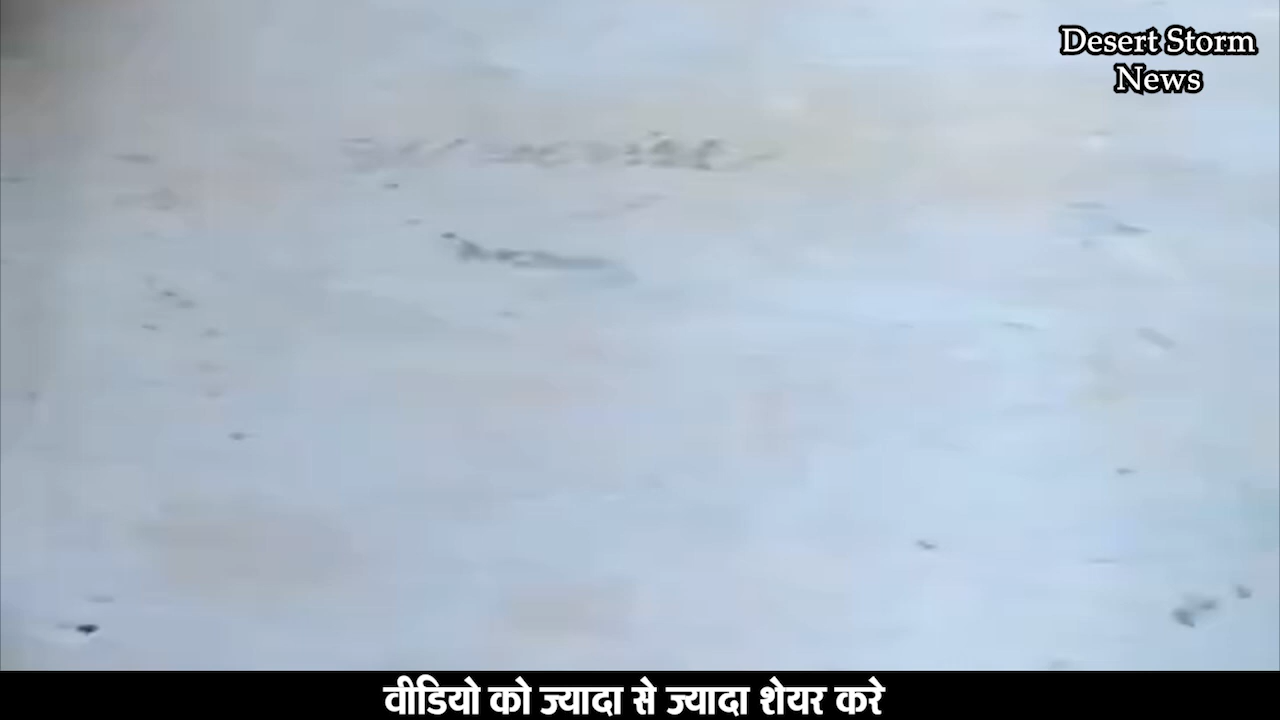 Desert Storm
News
वीडियो को ज्यादा से ज्यादा शेयर करे